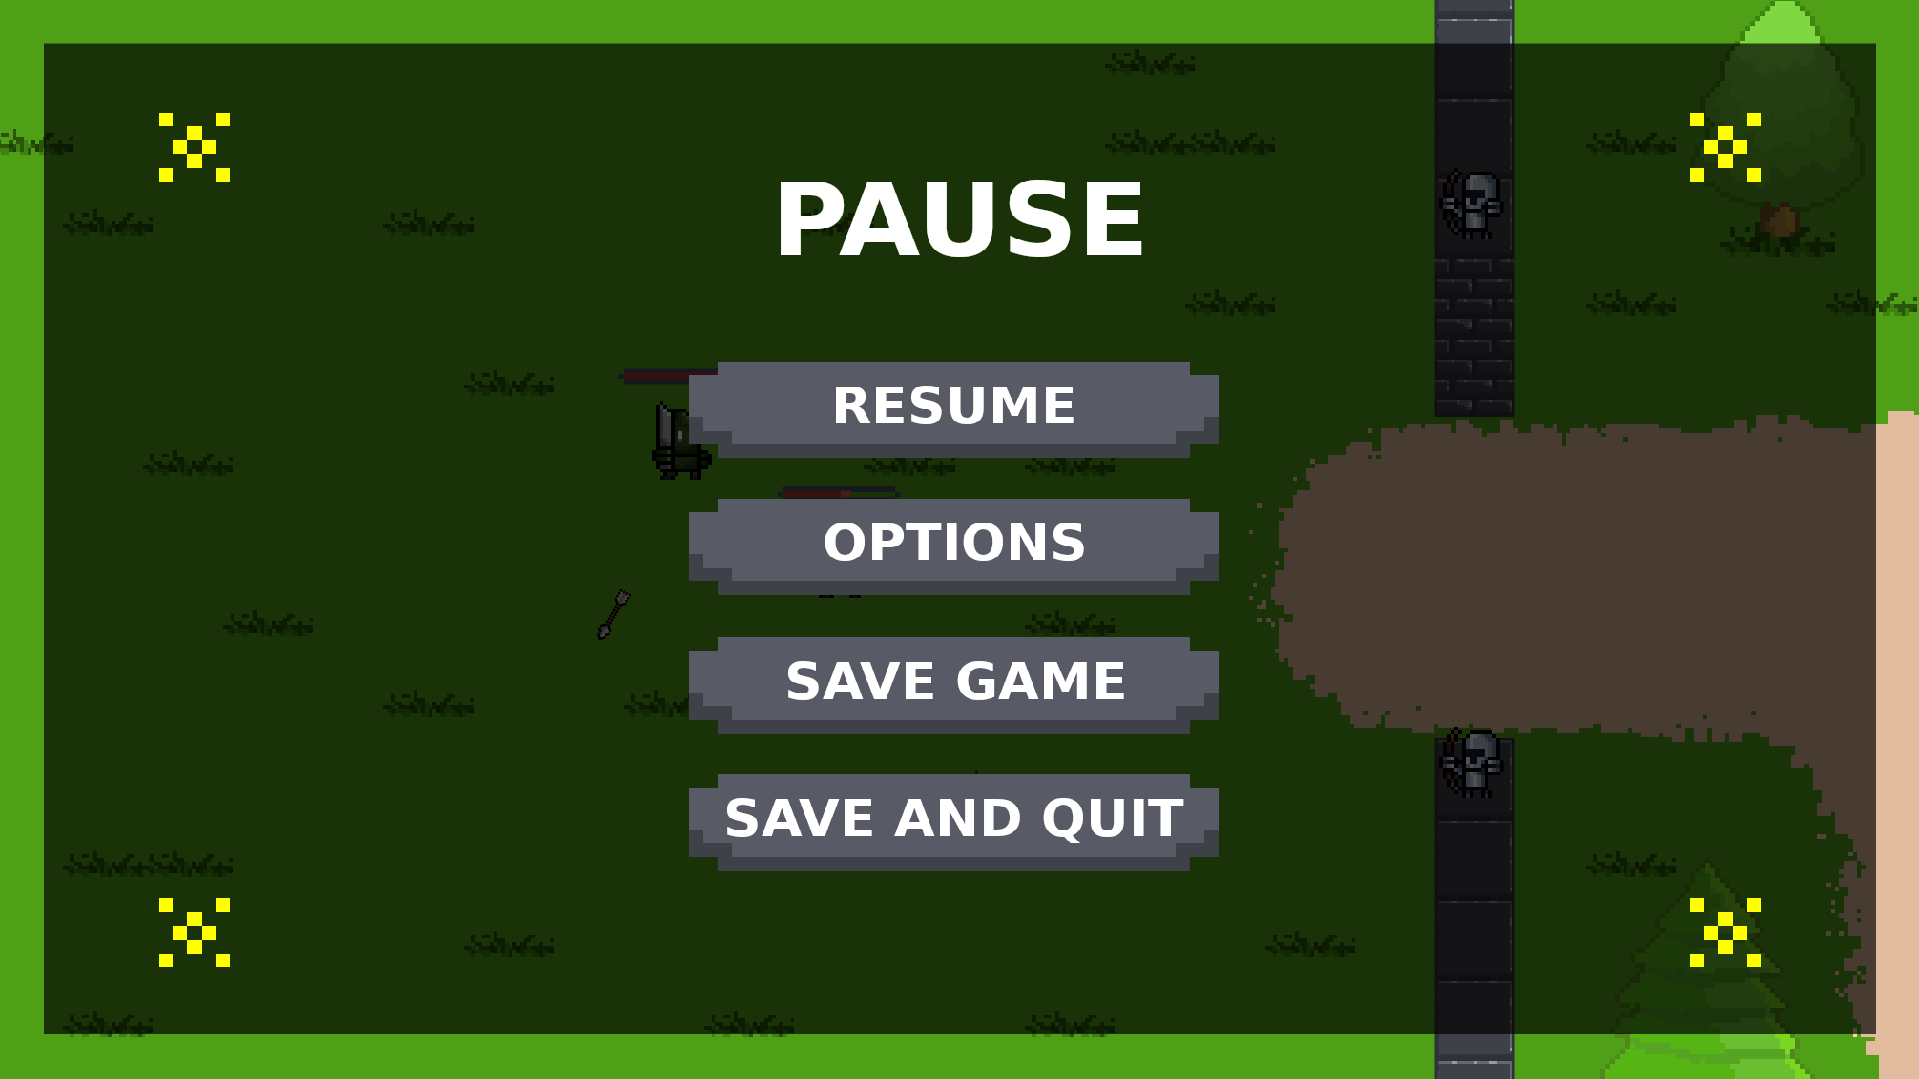 PAUSE
RESUME
OPTIONS
SAVE GAME
SAVE AND QUIT